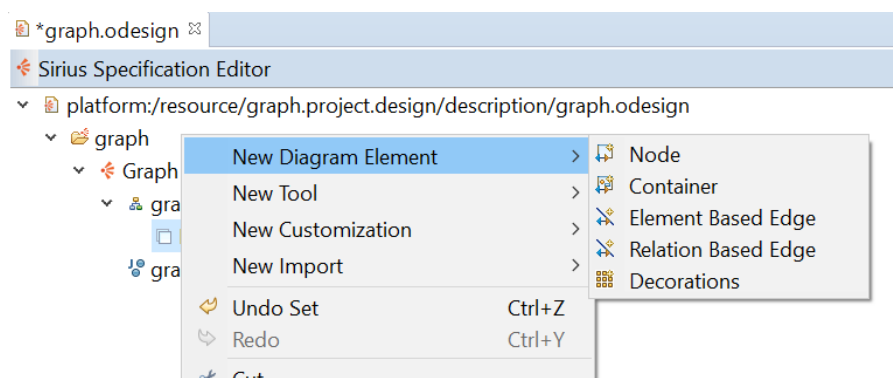 *graph.odesign
Sirius Specification Editor
platform:/resource/graph.project.design/description/graph.odesign
graph
Graph
gra
gra
New Diagram Element
New Tool
New Customization
New Import
Undo Set Ctrl+Z
Redo Ctrl+Y
Cut
Node
Container
Element Based Edge
Relation Based Edge
Decorations